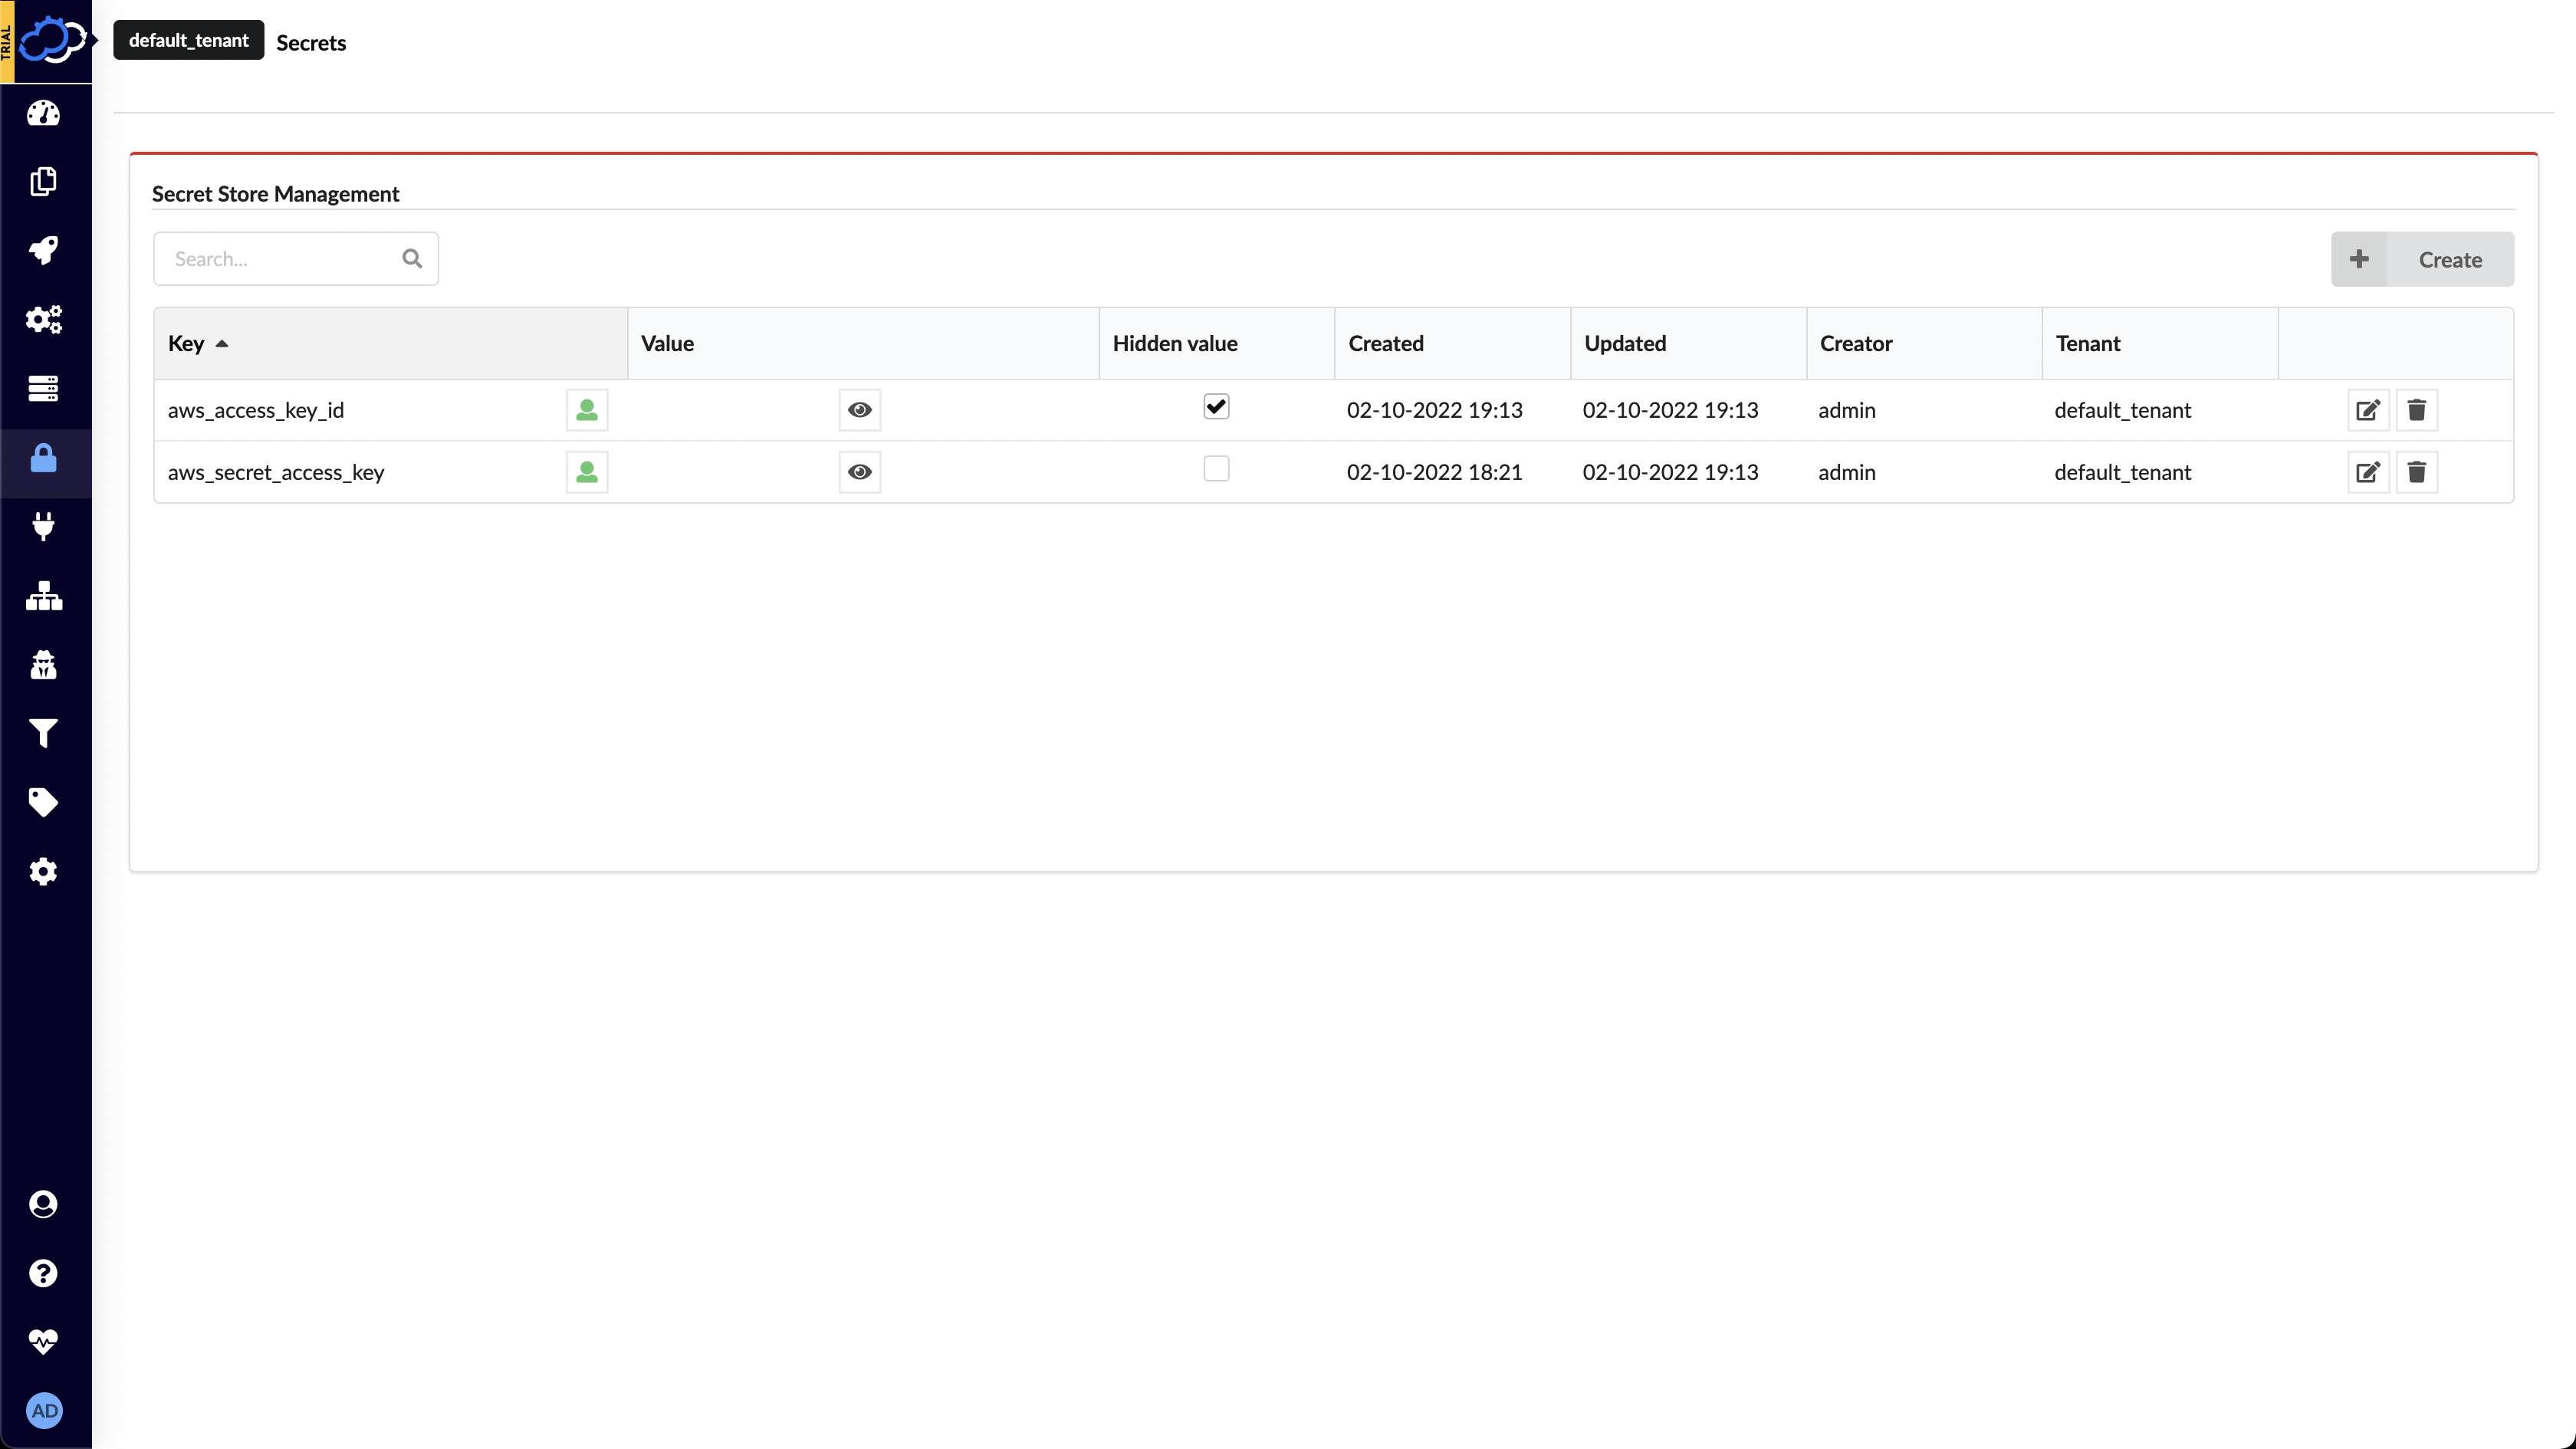 TRIAL
default_tenant Secrets
Secret Store Management
Search...
Create
Key Value Hidden value Created Updated Creator Tenant
aws_access_key_id 02-10-2022 19:13 02-10-2022 19:13 admin default_tenant
aws_secret_access_key 02-10-2022 18:21 02-10-2022 19:13 admin default_tenant
AD